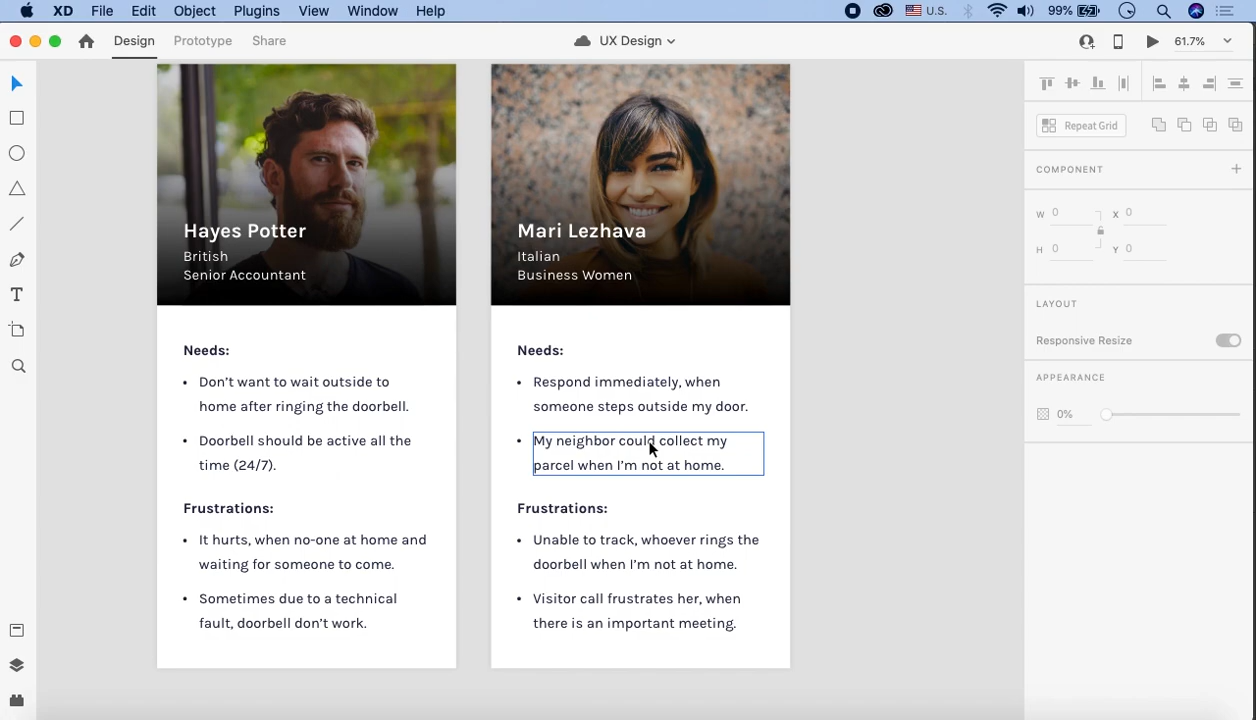 XD File Edit Object Plugins View Window Help U.S. 99%
Design Prototype Share UX Design 61.7%
Repeat Grid
COMPONENT
W 0 X 0
H 0 Y 0
LAYOUT
Responsive Resize
APPEARANCE
0%
Hayes Potter
British
Senior Accountant
Needs:
• Don't want to wait outside to
home after ringing the doorbell.
• Doorbell should be active all the
time (24/7).
Frustrations:
• It hurts, when no-one at home and
waiting for someone to come.
• Sometimes due to a technical
fault, doorbell don't work.
Mari Lezhava
Italian
Business Women
Needs:
• Respond immediately, when
someone steps outside my door.
• My neighbor could collect my
parcel when I'm not at home.
Frustrations:
• Unable to track, whoever rings the
doorbell when I'm not at home.
• Visitor call frustrates her, when
there is an important meeting.